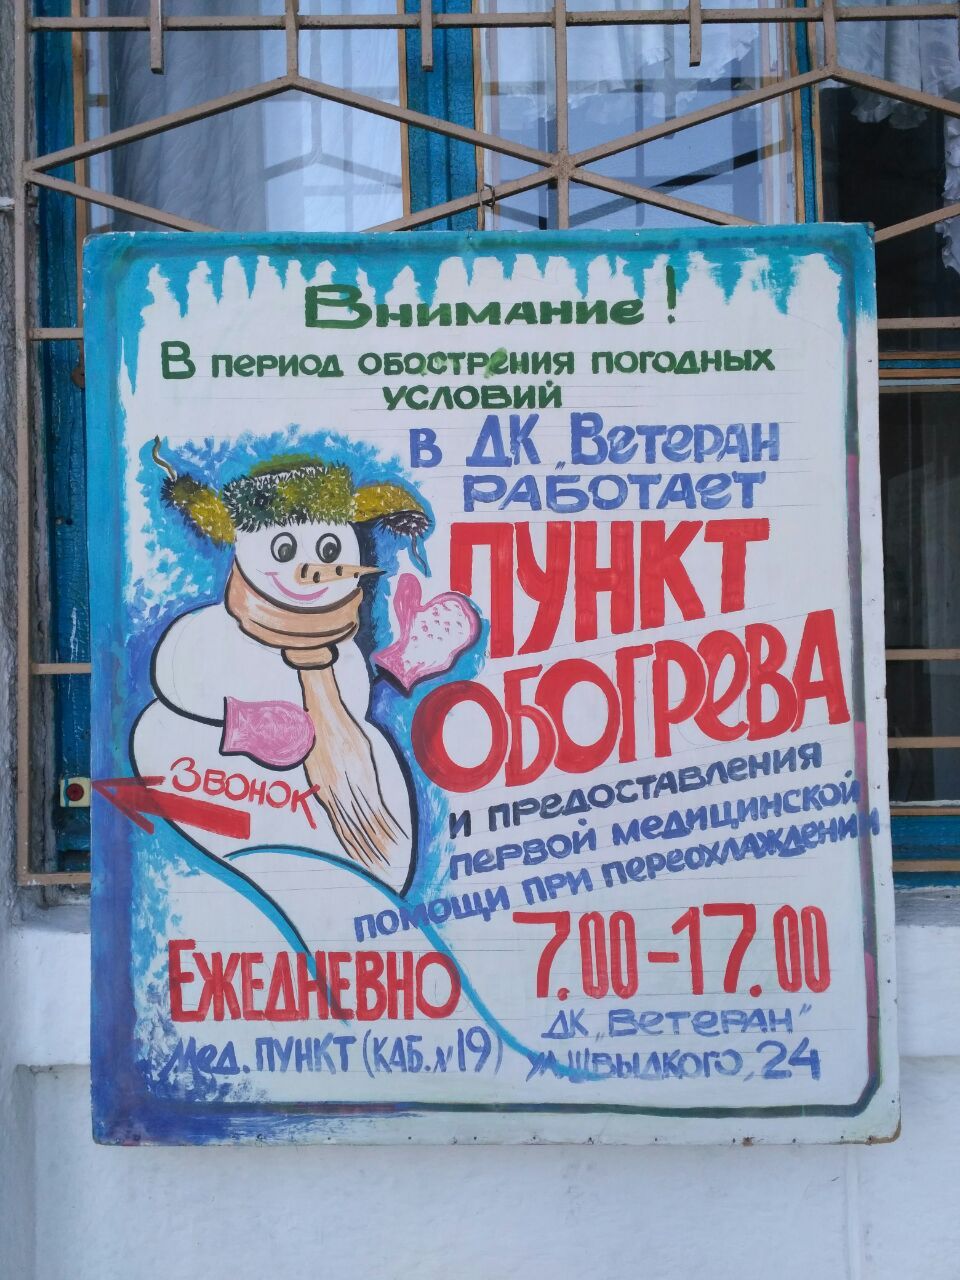 Внимание!
В период обострения погодных
условий
в ДК „Ветеран
работает
ПУНКТ
ОБОГРЕВА
и предоставления
первой медицинской
помощи при переохлаждении
ЗВОНОК
Ежедневно
7.00-17.00
Мед. ПУНКТ (КАБ. №19)
ДК „Ветеран"
ул. Швыдкого, 24